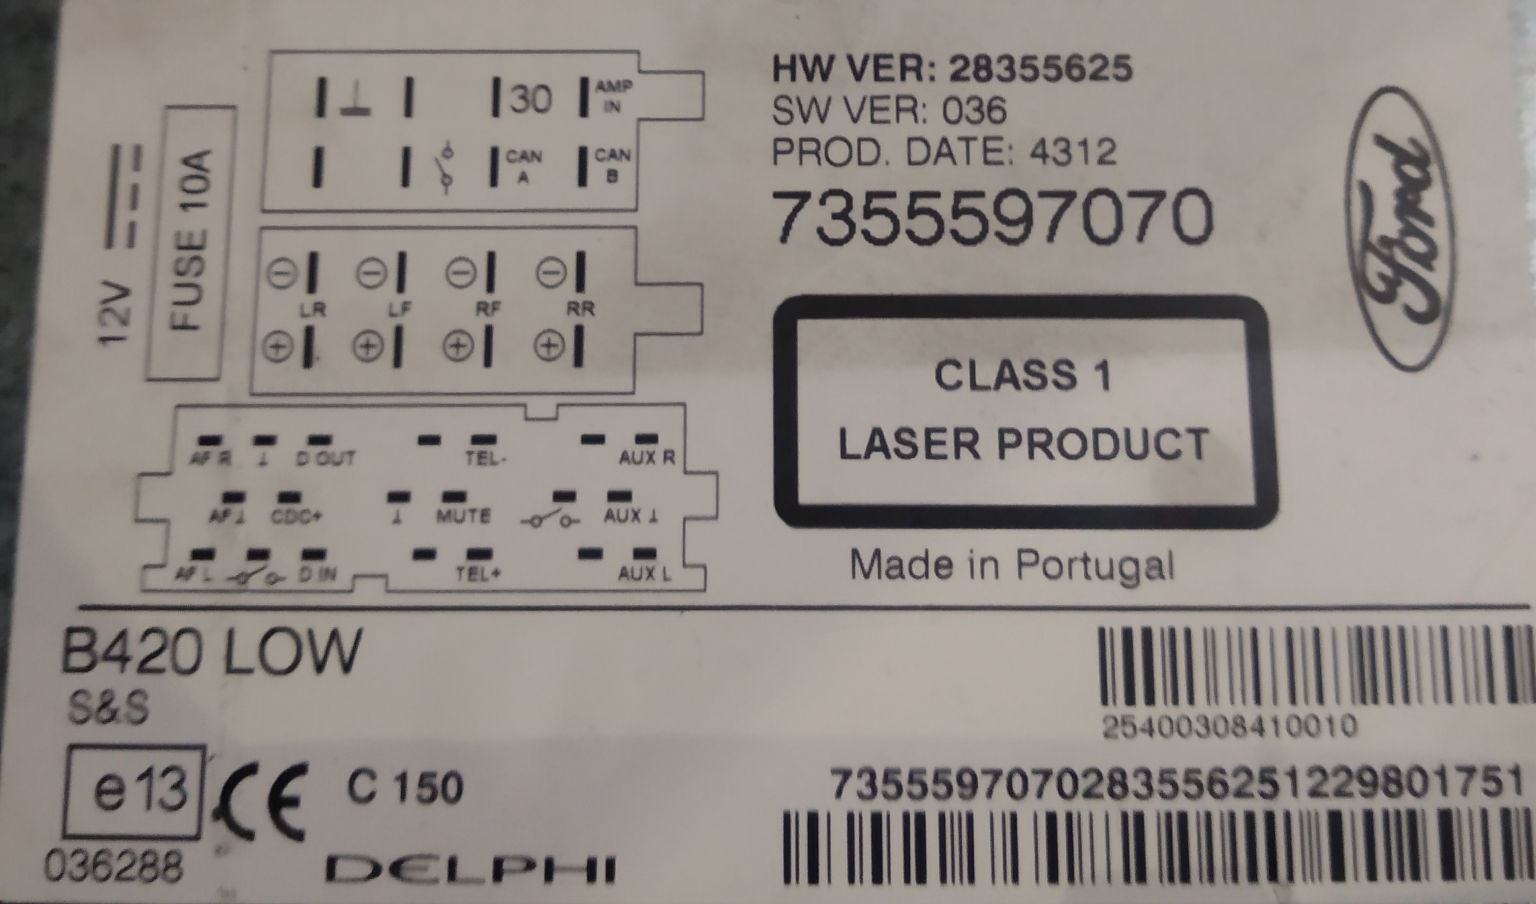 12V
FUSE 10A
⊥ 30 AMP IN
CAN A CAN B
⊖ ⊖ ⊖ ⊖
LR LF RF RR
⊕ ⊕ ⊕ ⊕
AF R ⊥ D OUT TEL- AUX R
AF⊥ CDC+ ⊥ MUTE AUX ⊥
AF L D IN TEL+ AUX L
HW VER: 28355625
SW VER: 036
PROD. DATE: 4312
7355597070
CLASS 1
LASER PRODUCT
Made in Portugal
Ford
B420 LOW
S&S
e13 CE C 150
036288
DELPHI
25400308410010
7355597070283556251229801751